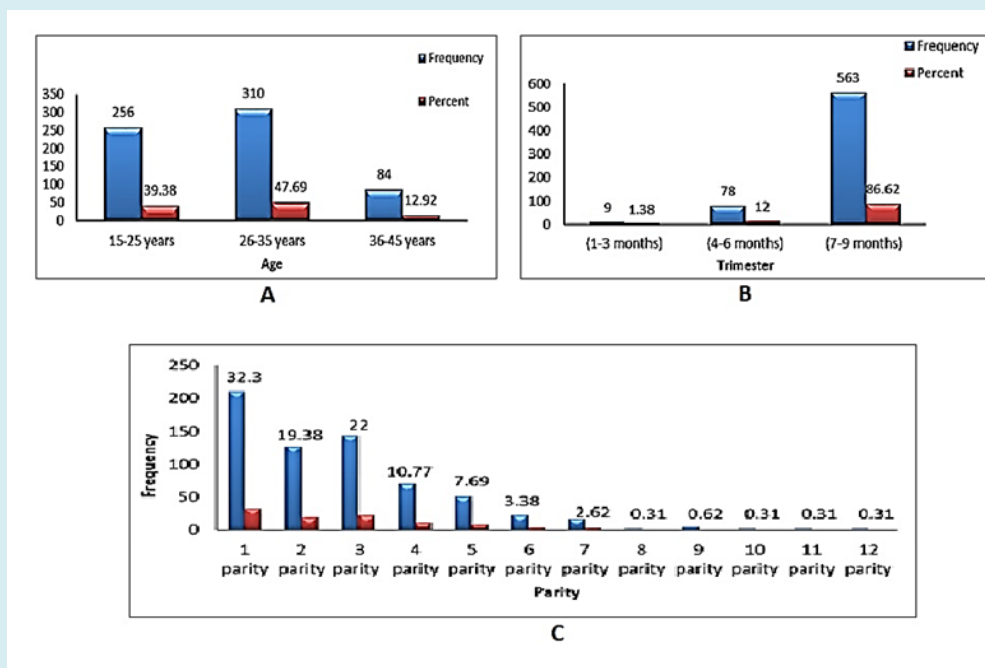 Frequency
Percent
350
300
250
200
150
100
50
0
256
39.38
310
47.69
84
12.92
15-25 years 26-35 years 36-45 years
Age
A
Frequency
Percent
600
500
400
300
200
100
0
9 1.38
78 12
563
86.62
(1-3 months) (4-6 months) (7-9 months)
Trimester
B
250
200
150
100
50
0
Frequency
32.3 19.38 22 10.77 7.69 3.38 2.62 0.31 0.62 0.31 0.31 0.31
1 2 3 4 5 6 7 8 9 10 11 12
parity parity parity parity parity parity parity parity parity parity parity parity
Parity
C